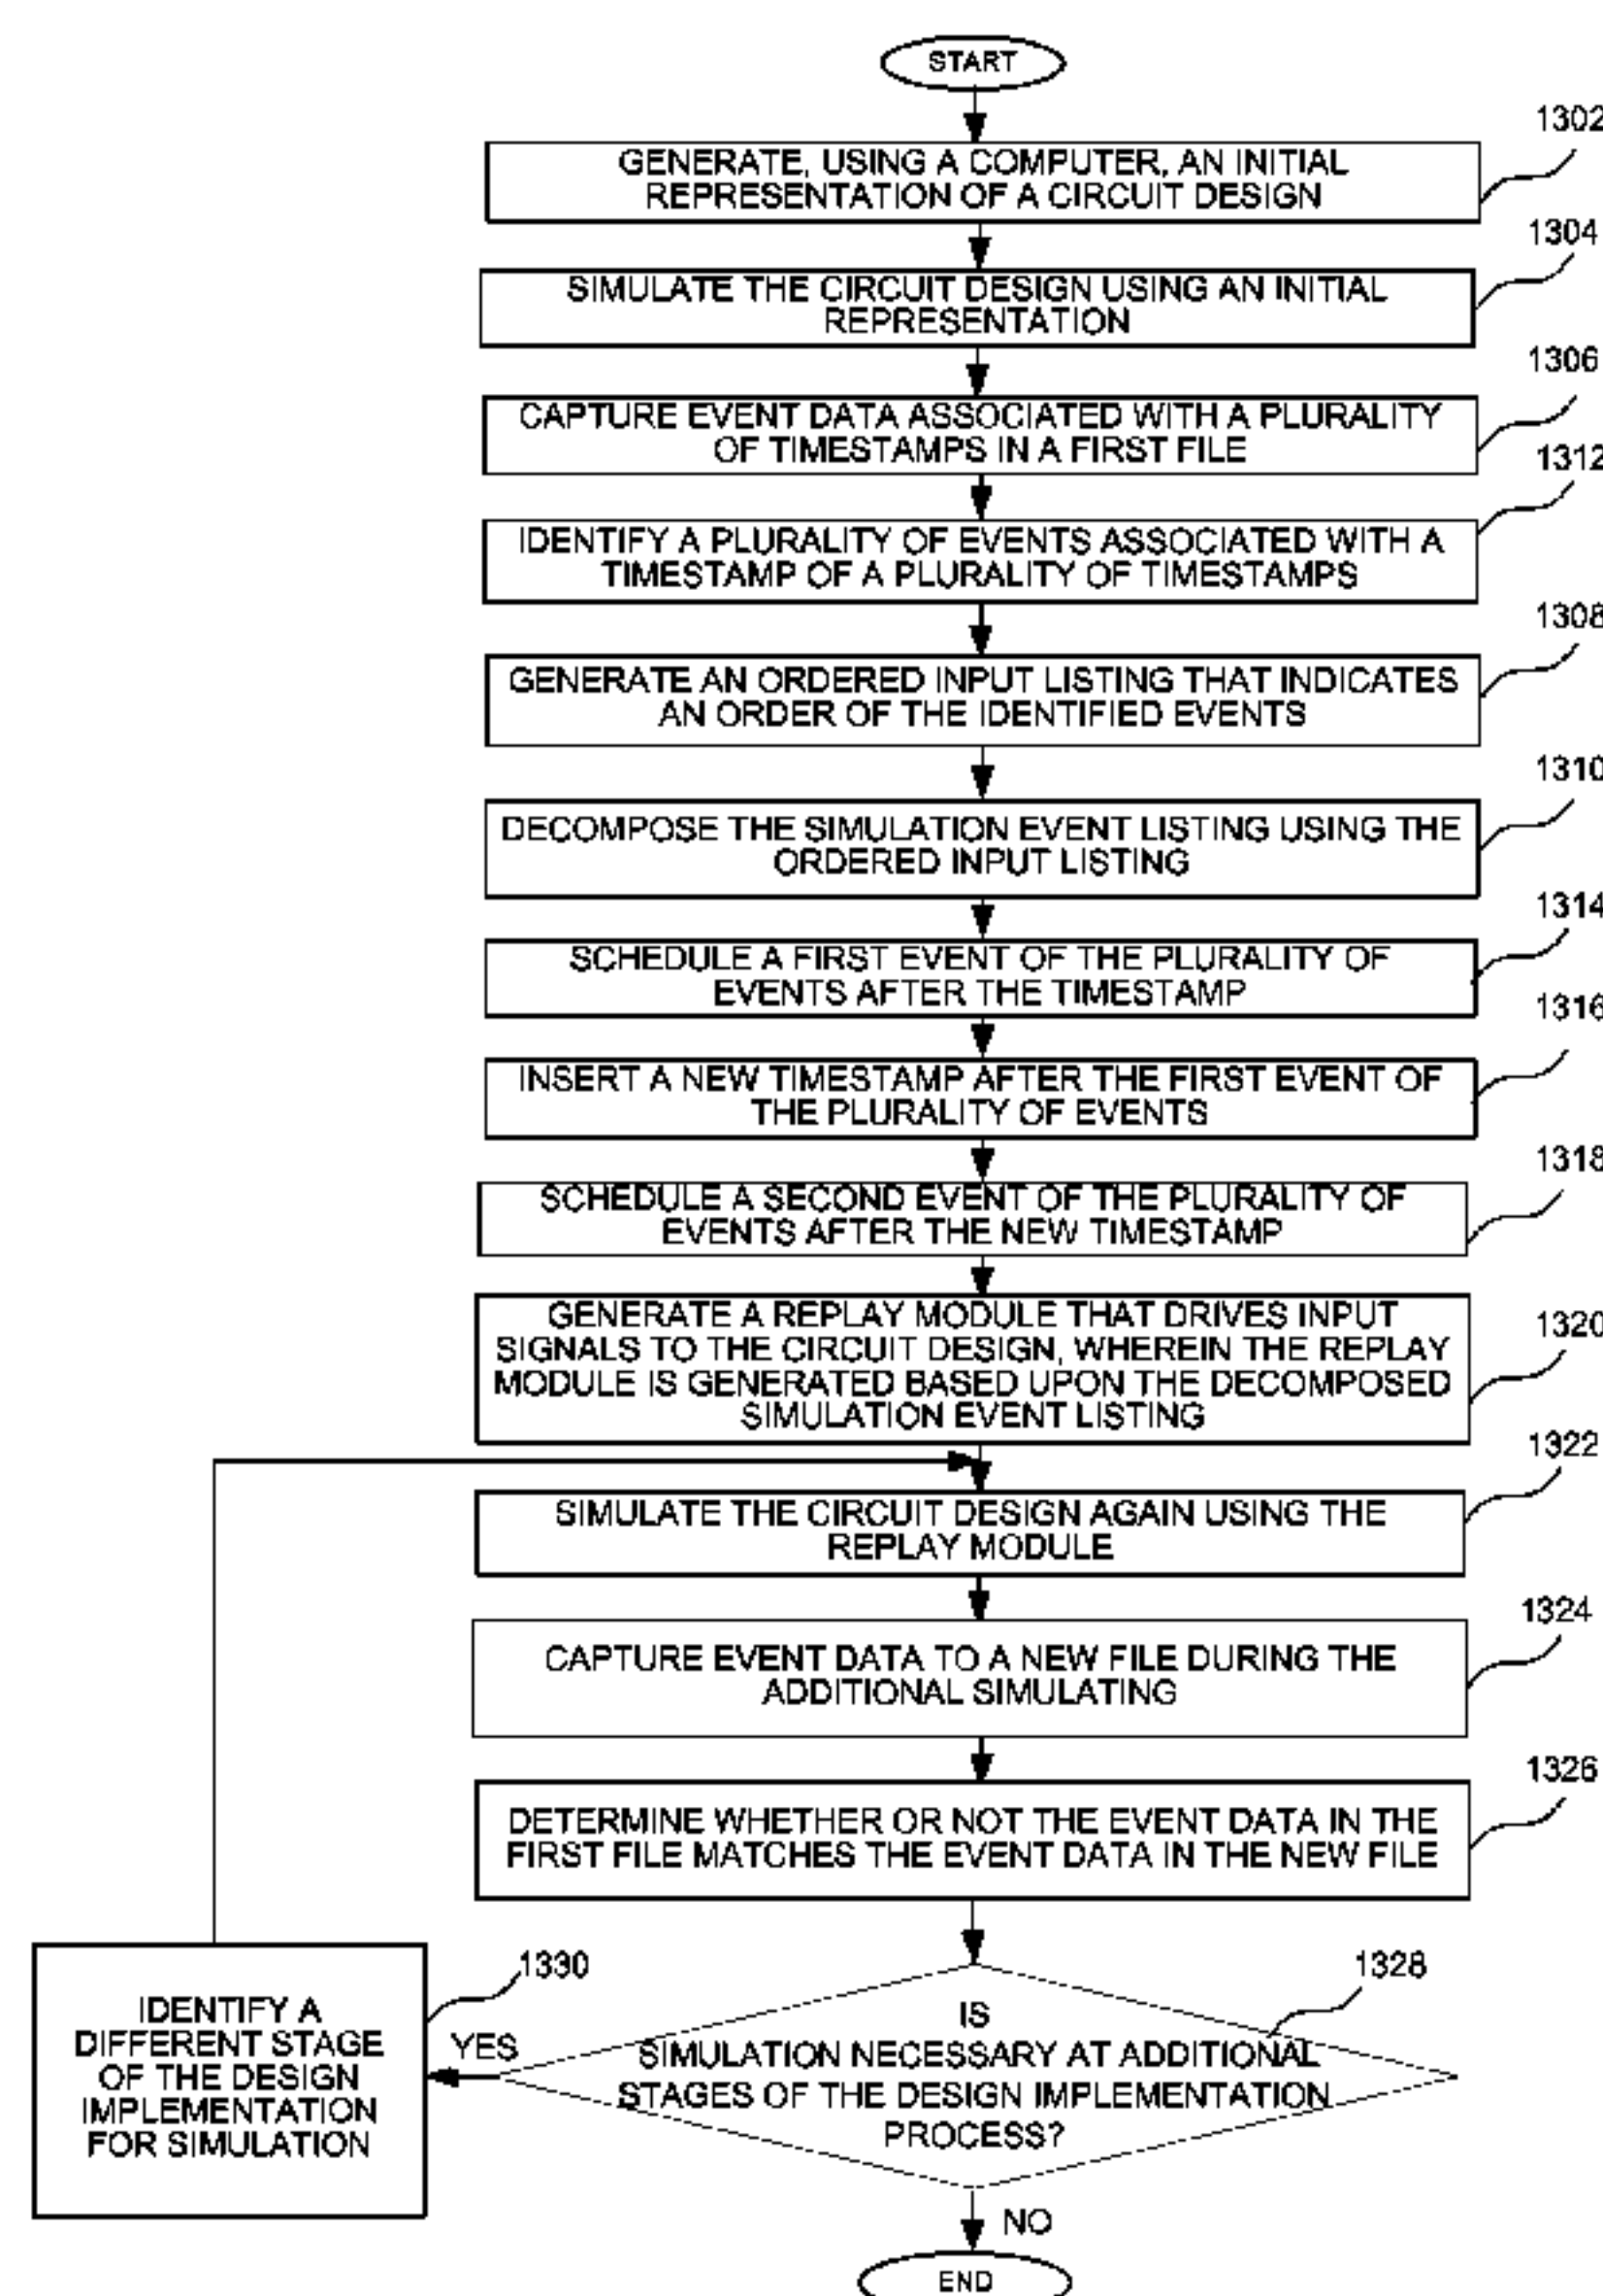 START
1302
GENERATE, USING A COMPUTER, AN INITIAL
REPRESENTATION OF A CIRCUIT DESIGN
1304
SIMULATE THE CIRCUIT DESIGN USING AN INITIAL
REPRESENTATION
1306
CAPTURE EVENT DATA ASSOCIATED WITH A PLURALITY
OF TIMESTAMPS IN A FIRST FILE
1312
IDENTIFY A PLURALITY OF EVENTS ASSOCIATED WITH A
TIMESTAMP OF A PLURALITY OF TIMESTAMPS
1308
GENERATE AN ORDERED INPUT LISTING THAT INDICATES
AN ORDER OF THE IDENTIFIED EVENTS
1310
DECOMPOSE THE SIMULATION EVENT LISTING USING THE
ORDERED INPUT LISTING
1314
SCHEDULE A FIRST EVENT OF THE PLURALITY OF
EVENTS AFTER THE TIMESTAMP
1316
INSERT A NEW TIMESTAMP AFTER THE FIRST EVENT OF
THE PLURALITY OF EVENTS
1318
SCHEDULE A SECOND EVENT OF THE PLURALITY OF
EVENTS AFTER THE NEW TIMESTAMP
1320
GENERATE A REPLAY MODULE THAT DRIVES INPUT
SIGNALS TO THE CIRCUIT DESIGN, WHEREIN THE REPLAY
MODULE IS GENERATED BASED UPON THE DECOMPOSED
SIMULATION EVENT LISTING
1322
SIMULATE THE CIRCUIT DESIGN AGAIN USING THE
REPLAY MODULE
1324
CAPTURE EVENT DATA TO A NEW FILE DURING THE
ADDITIONAL SIMULATING
1326
DETERMINE WHETHER OR NOT THE EVENT DATA IN THE
FIRST FILE MATCHES THE EVENT DATA IN THE NEW FILE
1328
IS
SIMULATION NECESSARY AT ADDITIONAL
STAGES OF THE DESIGN IMPLEMENTATION
PROCESS?
YES
1330
IDENTIFY A
DIFFERENT STAGE
OF THE DESIGN
IMPLEMENTATION
FOR SIMULATION
NO
END